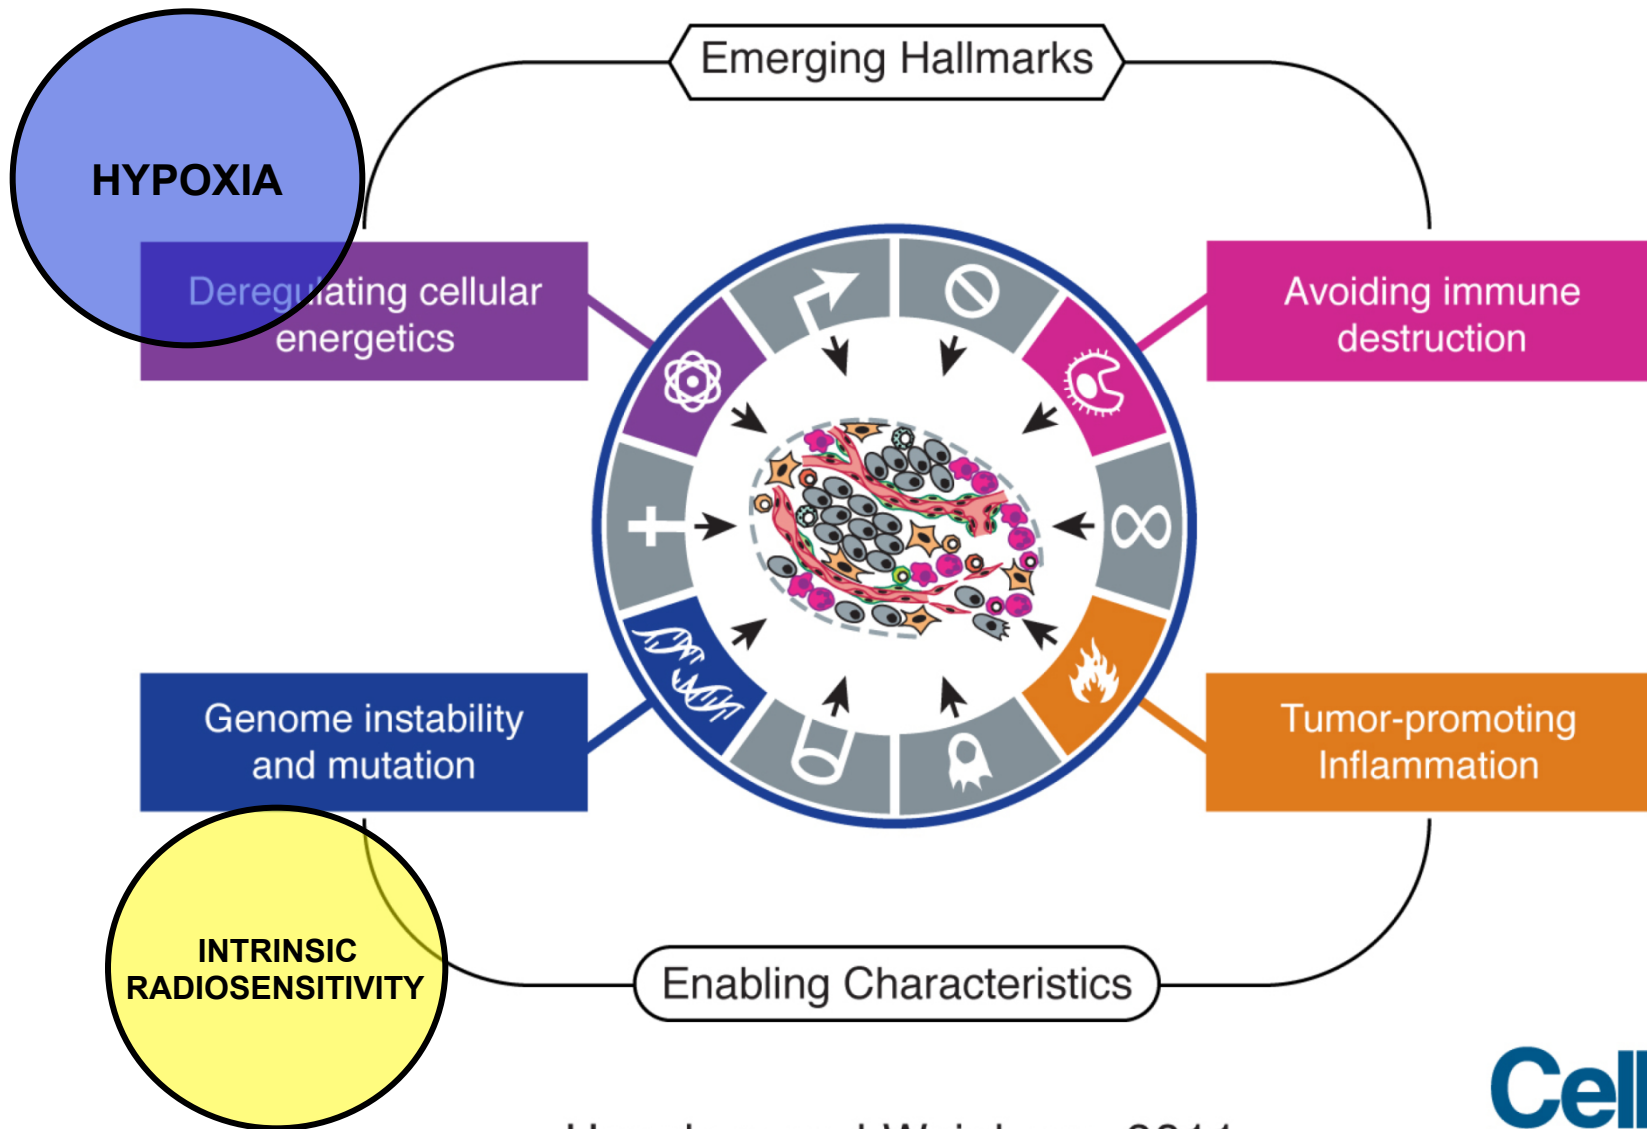 Emerging Hallmarks
HYPOXIA
Deregulating cellular
energetics
Avoiding immune
destruction
Genome instability
and mutation
Tumor-promoting
Inflammation
INTRINSIC
RADIOSENSITIVITY
Enabling Characteristics
Cell